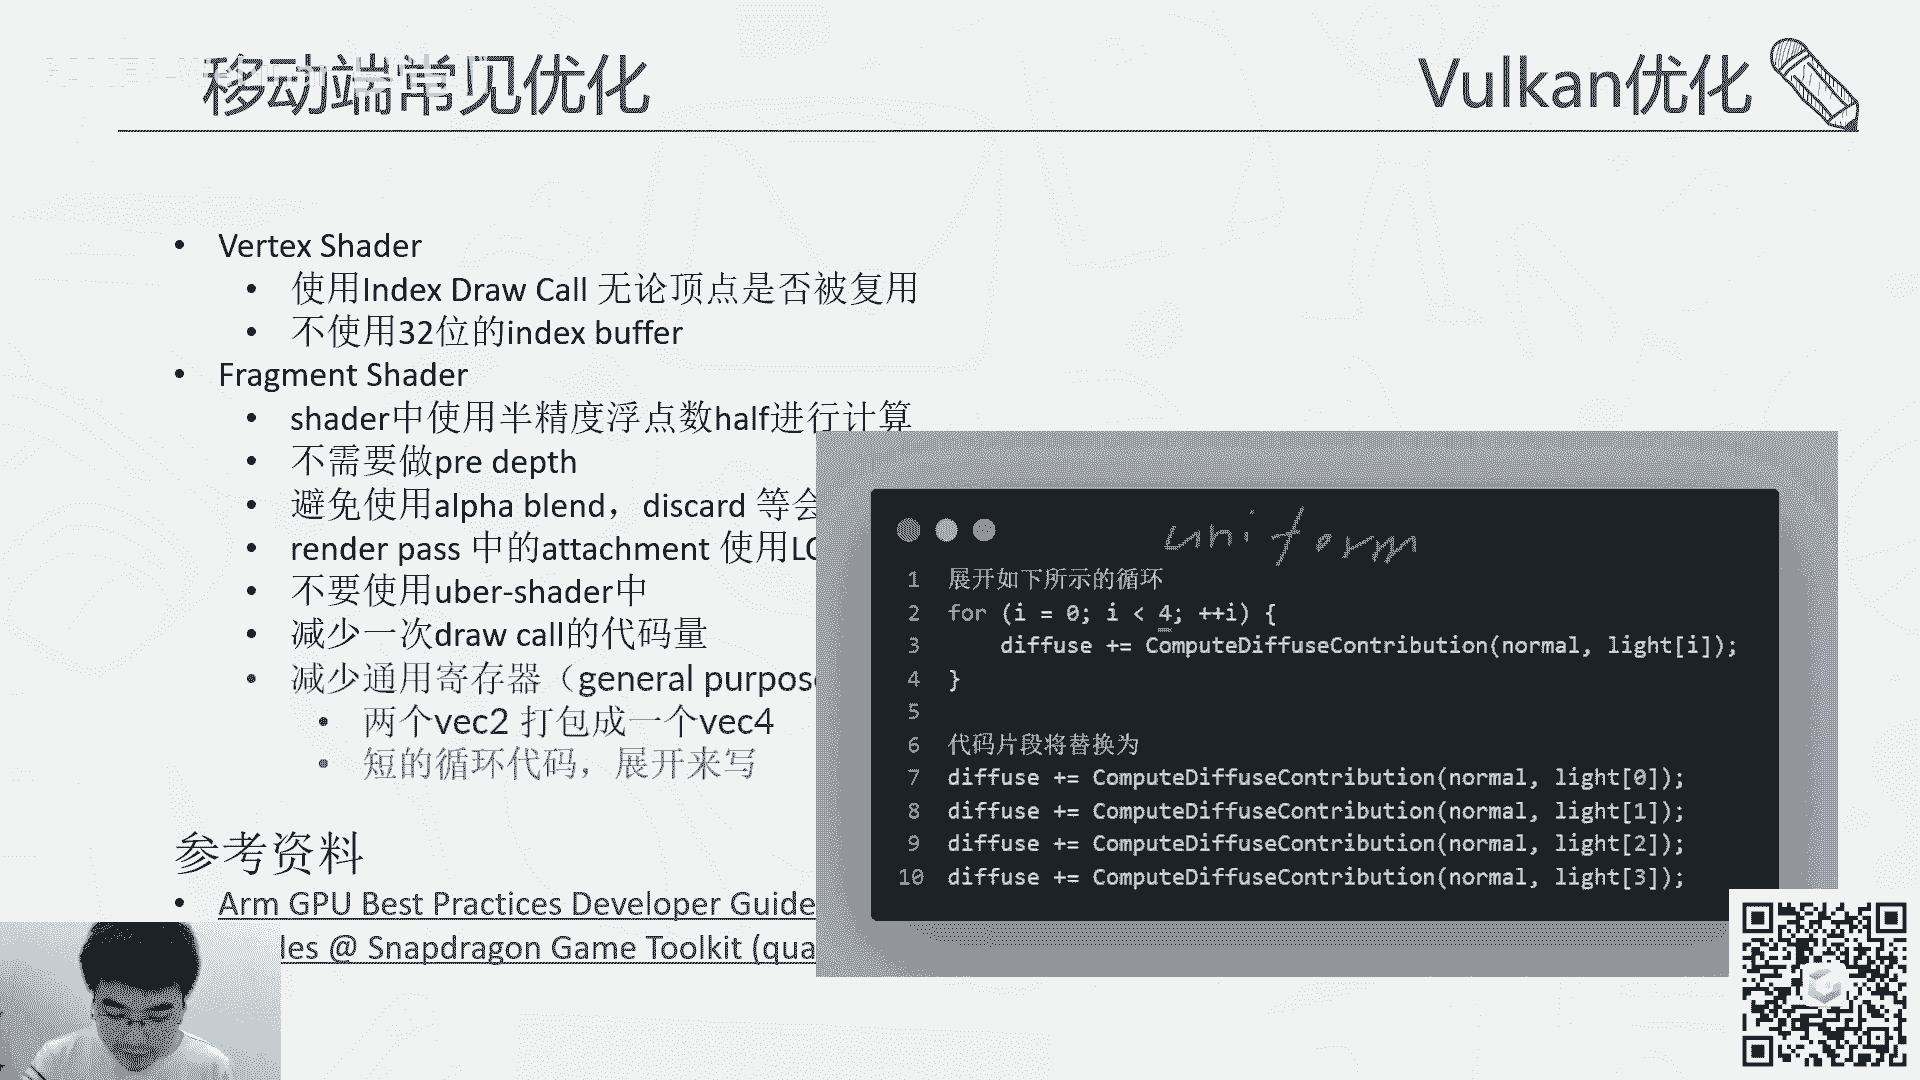 移动端常见优化
Vulkan优化
• Vertex Shader
• 使用Index Draw Call 无论顶点是否被复用
• 不使用32位的index buffer
• Fragment Shader
• shader中使用半精度浮点数half进行计算
• 不需要做pre depth
• 避免使用alpha blend，discard 等会
• render pass 中的attachment 使用LO
• 不要使用uber-shader中
• 减少一次draw call的代码量
• 减少通用寄存器（general purpose
• 两个vec2 打包成一个vec4
• 短的循环代码，展开来写
参考资料
• Arm GPU Best Practices Developer Guide
les @ Snapdragon Game Toolkit (qua
uniform
1 展开如下所示的循环
2 for (i = 0; i < 4; ++i) {
3 diffuse += ComputeDiffuseContribution(normal, light[i]);
4 }
5
6 代码片段将替换为
7 diffuse += ComputeDiffuseContribution(normal, light[0]);
8 diffuse += ComputeDiffuseContribution(normal, light[1]);
9 diffuse += ComputeDiffuseContribution(normal, light[2]);
10 diffuse += ComputeDiffuseContribution(normal, light[3]);